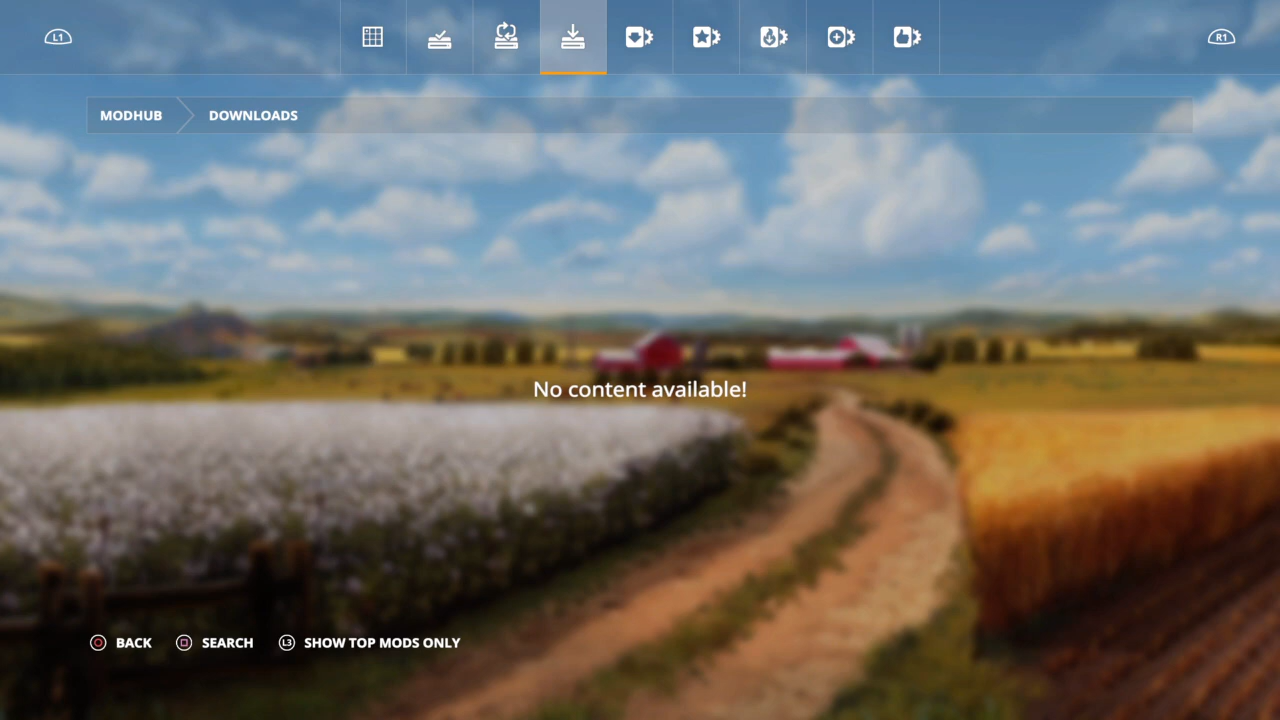 L1
R1
MODHUB
DOWNLOADS
No content available!
BACK
SEARCH
L3 SHOW TOP MODS ONLY